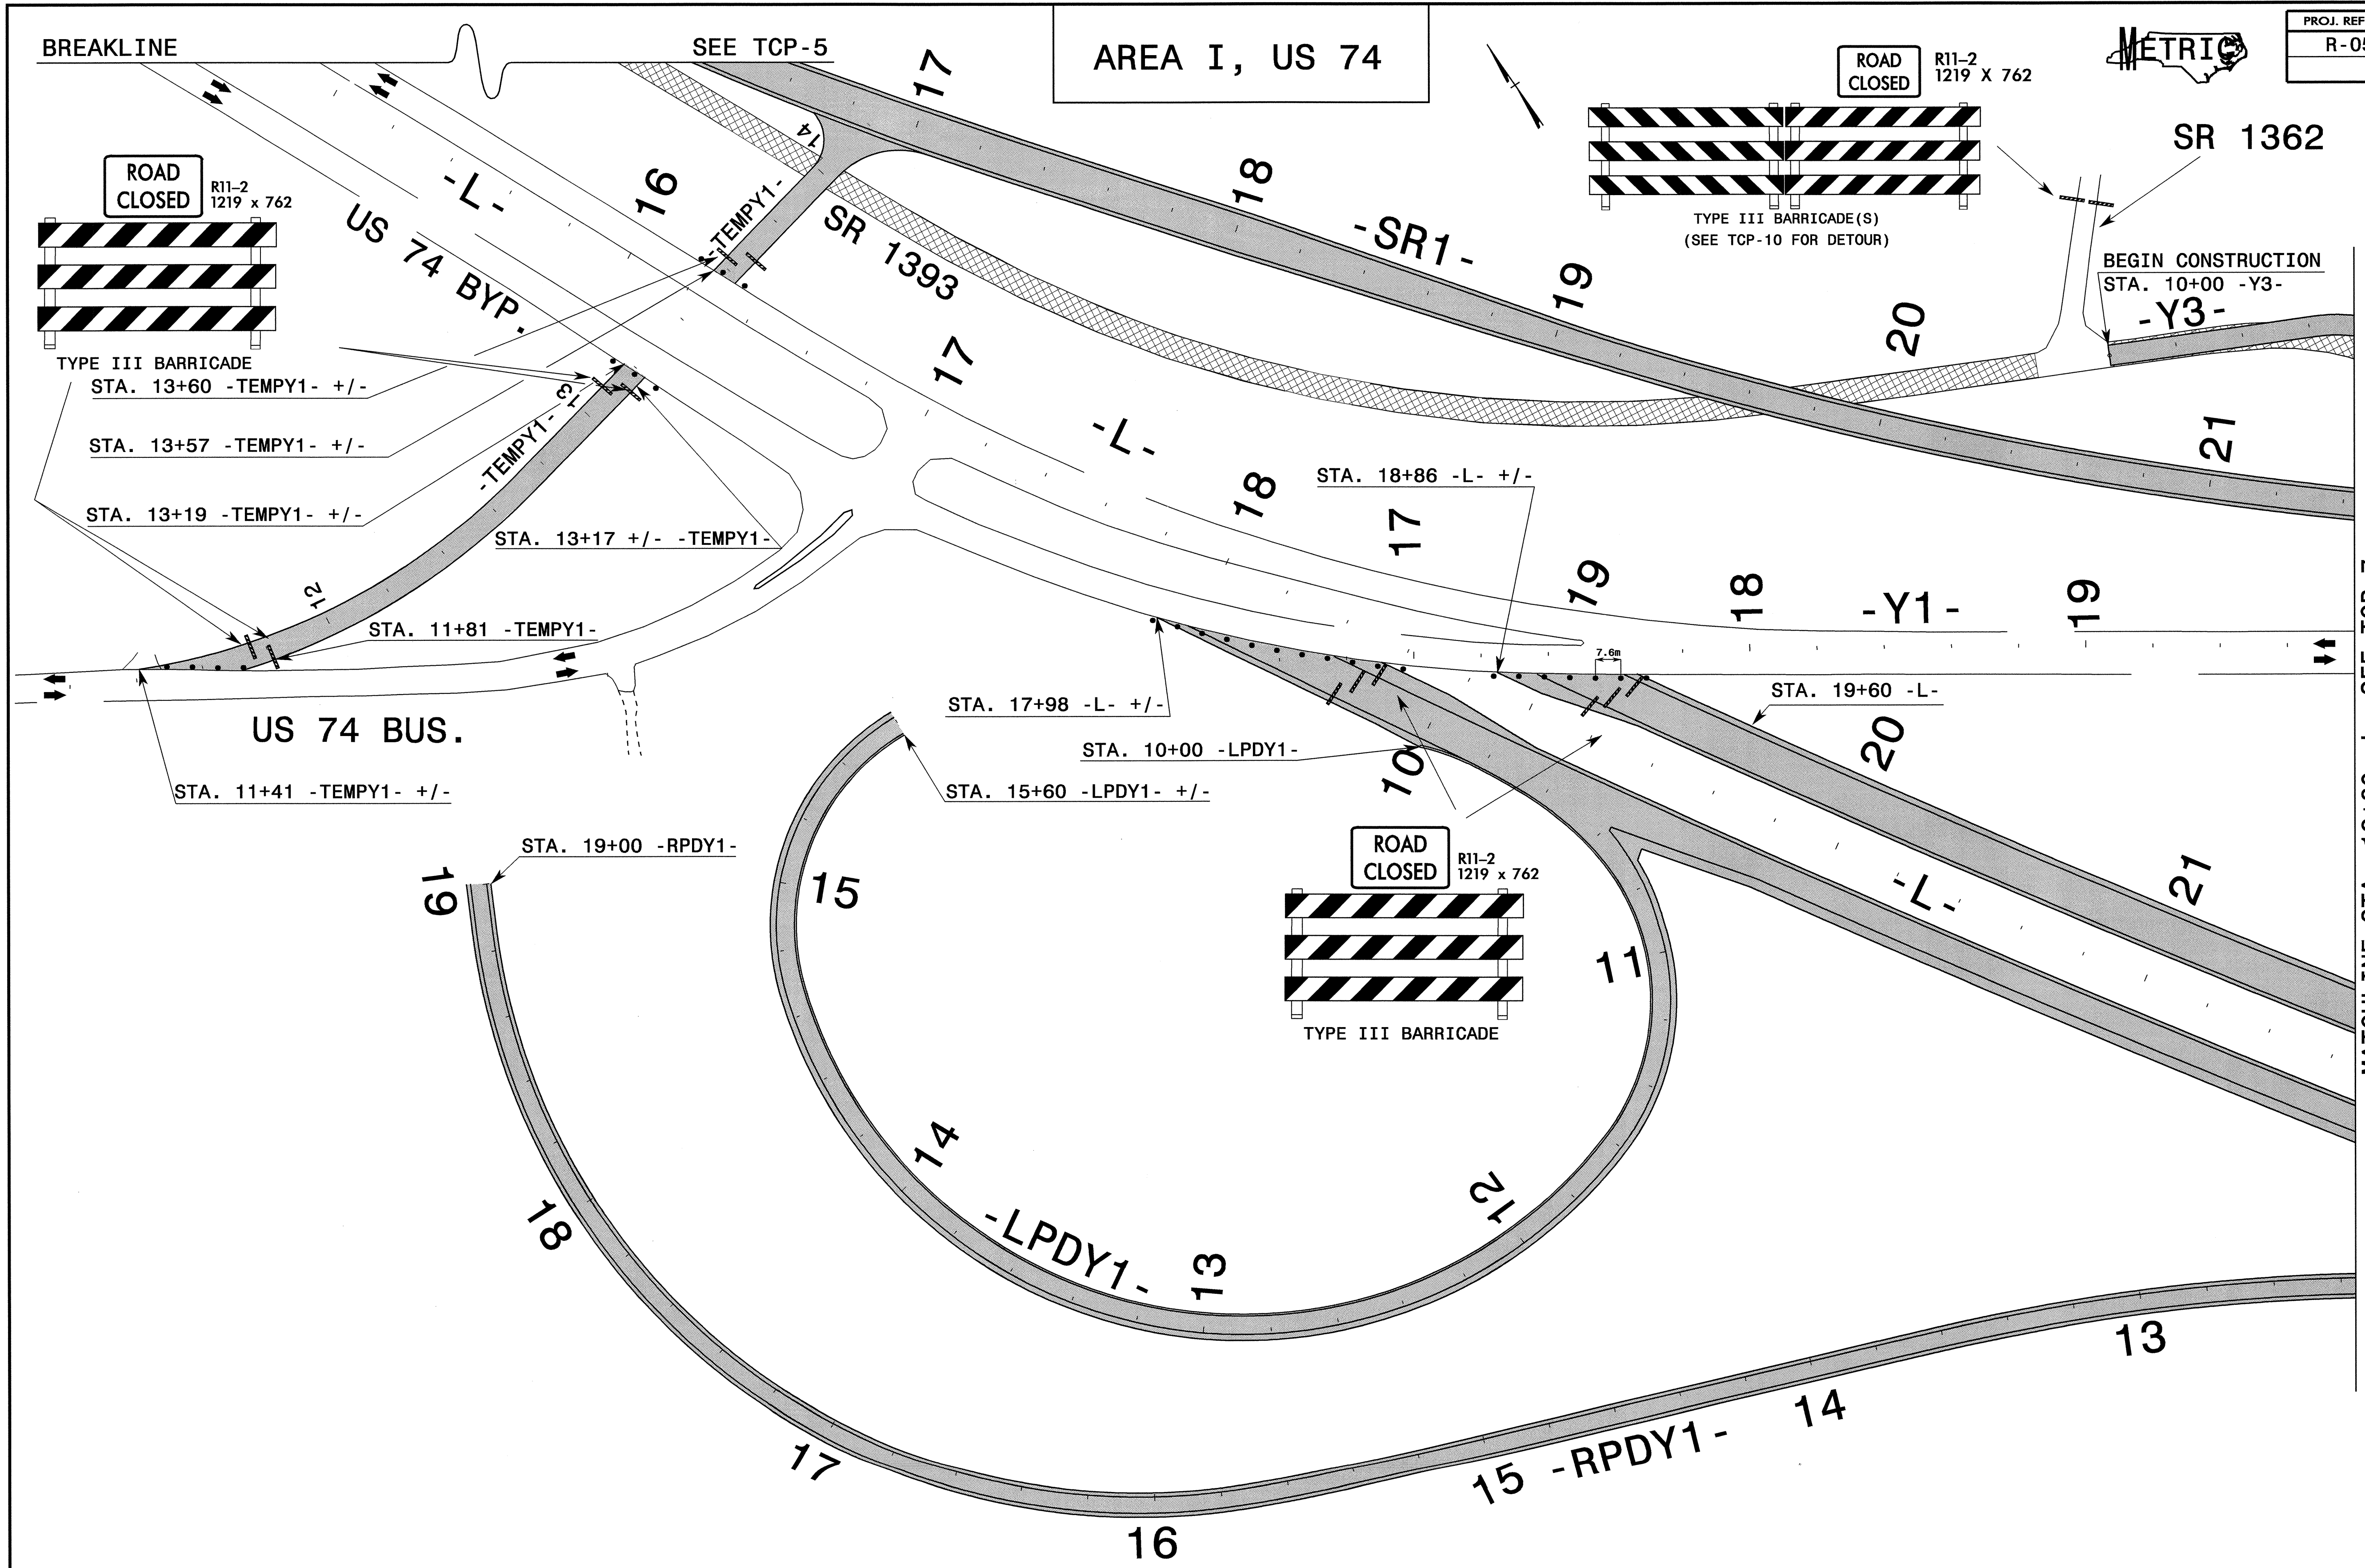 BREAKLINE
SEE TCP-5
AREA I, US 74
METRIC
PROJ. REF
R-05
ROAD
CLOSED
R11-2
1219 X 762
TYPE III BARRICADE(S)
(SEE TCP-10 FOR DETOUR)
SR 1362
BEGIN CONSTRUCTION
STA. 10+00 -Y3-
-Y3-
ROAD
CLOSED
R11-2
1219 x 762
TYPE III BARRICADE
-L-
US 74 BYP.
16
14
-TEMPY1-
SR 1393
17
18
-SR1-
19
20
21
STA. 13+60 -TEMPY1- +/-
STA. 13+57 -TEMPY1- +/-
STA. 13+19 -TEMPY1- +/-
STA. 13+17 +/- -TEMPY1-
13
-TEMPY1-
12
STA. 11+81 -TEMPY1-
US 74 BUS.
STA. 11+41 -TEMPY1- +/-
17
-L-
18
STA. 18+86 -L- +/-
17
19
18
-Y1-
19
7.6m
STA. 17+98 -L- +/-
STA. 10+00 -LPDY1-
STA. 15+60 -LPDY1- +/-
STA. 19+60 -L-
10
20
21
-L-
STA. 19+00 -RPDY1-
19
15
ROAD
CLOSED
R11-2
1219 x 762
TYPE III BARRICADE
11
12
13
-LPDY1-
14
18
17
16
15 -RPDY1- 14
13